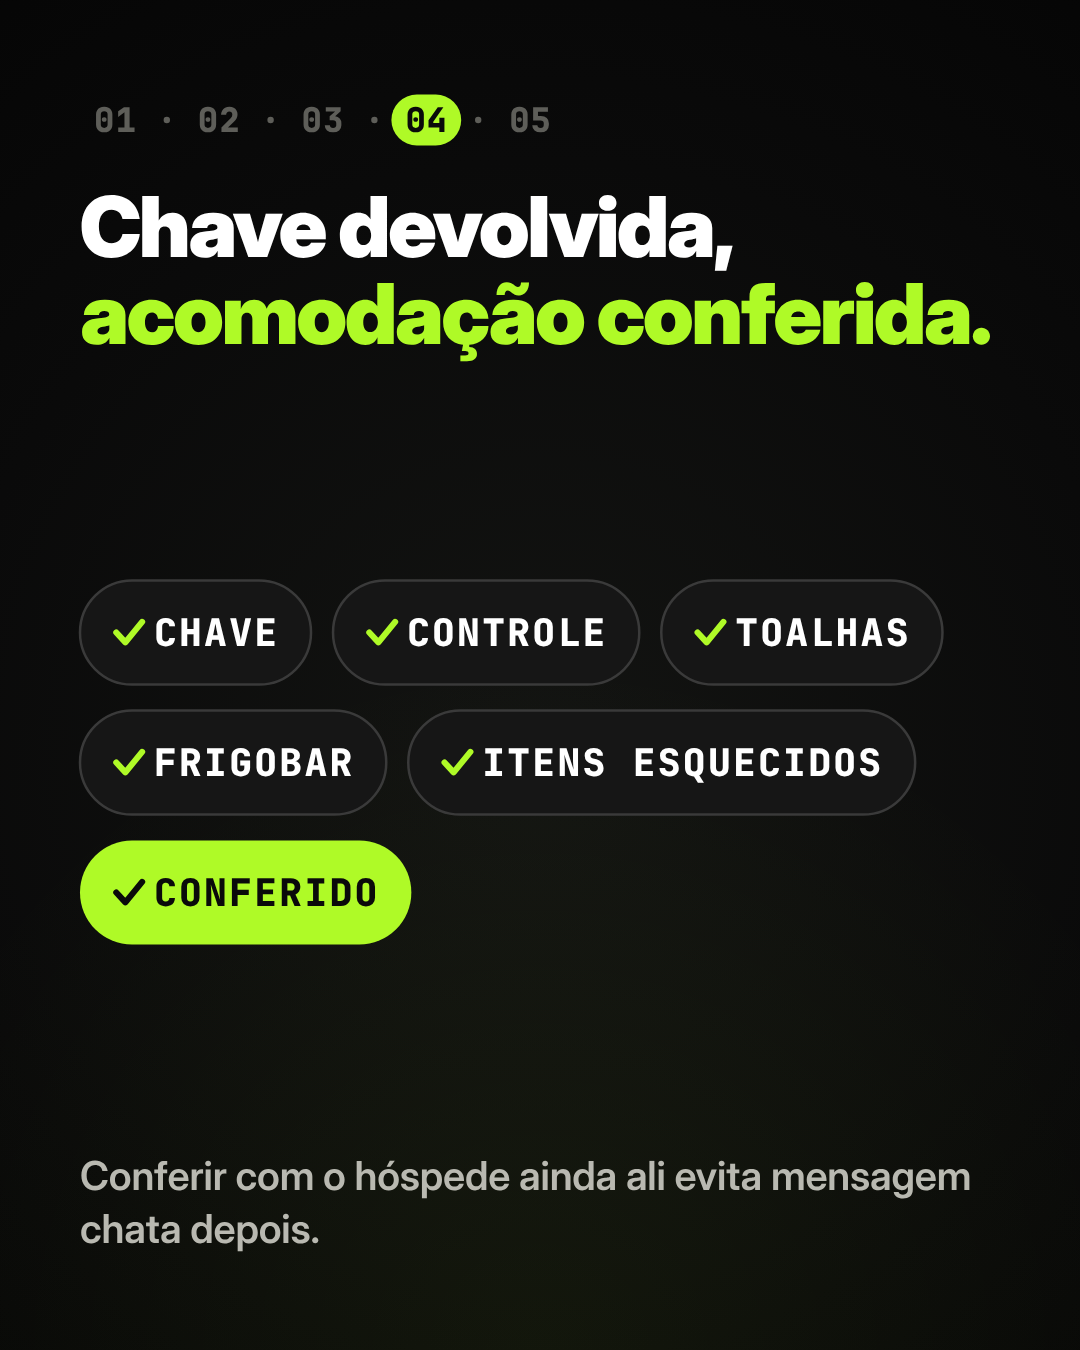 01 · 02 · 03 · 04 · 05
Chave devolvida,
acomodação conferida.
CHAVE CONTROLE TOALHAS
FRIGOBAR ITENS ESQUECIDOS
CONFERIDO
Conferir com o hóspede ainda ali evita mensagem
chata depois.